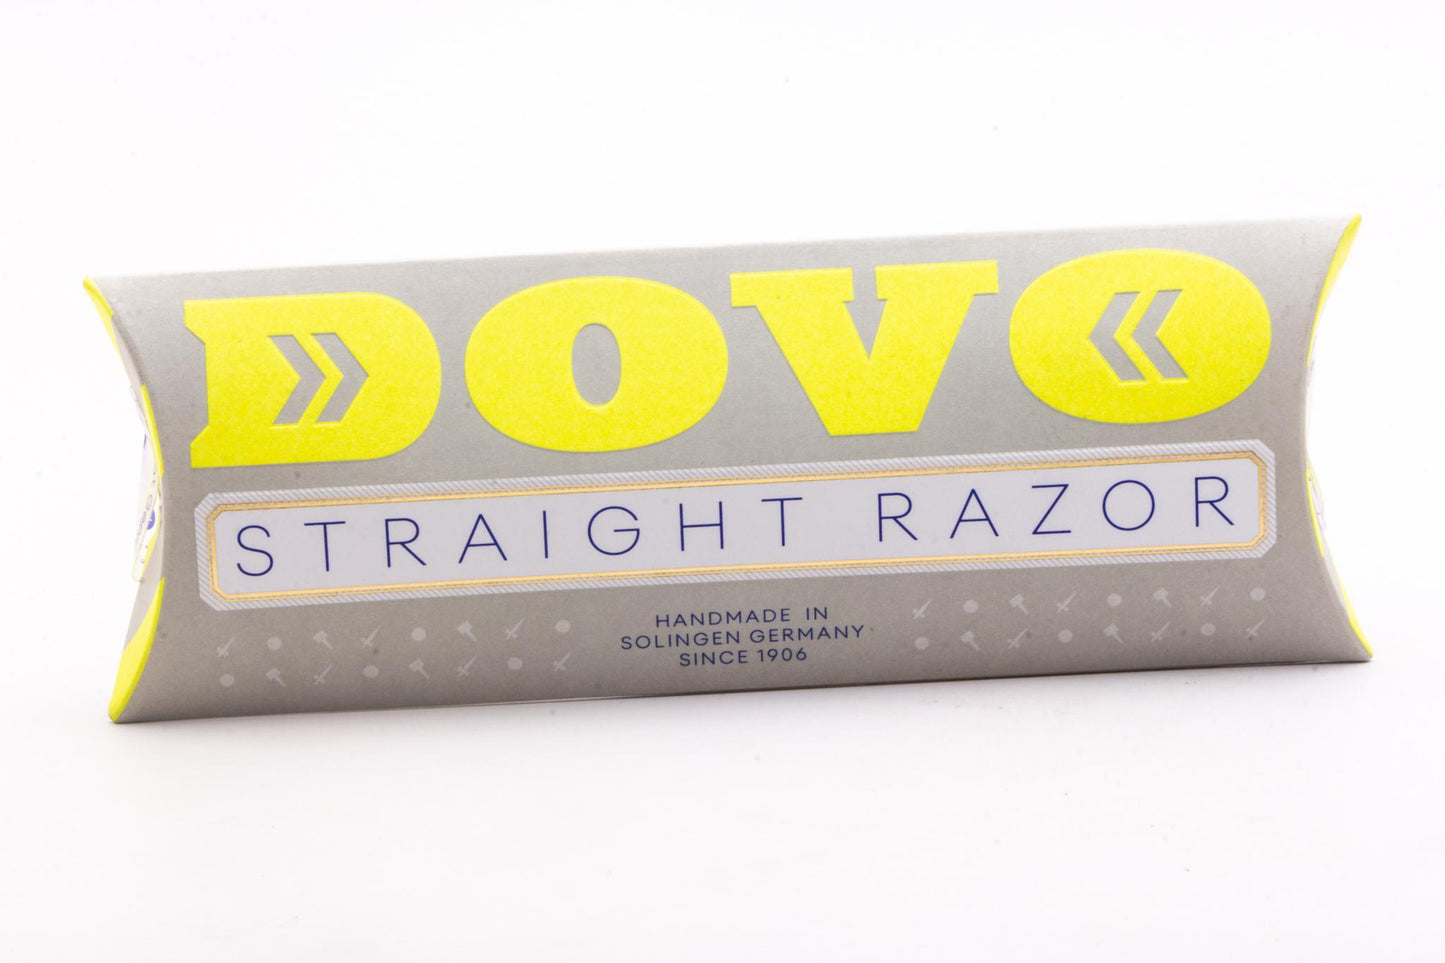 DOVO
STRAIGHT RAZOR
HANDMADE IN
SOLINGEN GERMANY
SINCE 1906